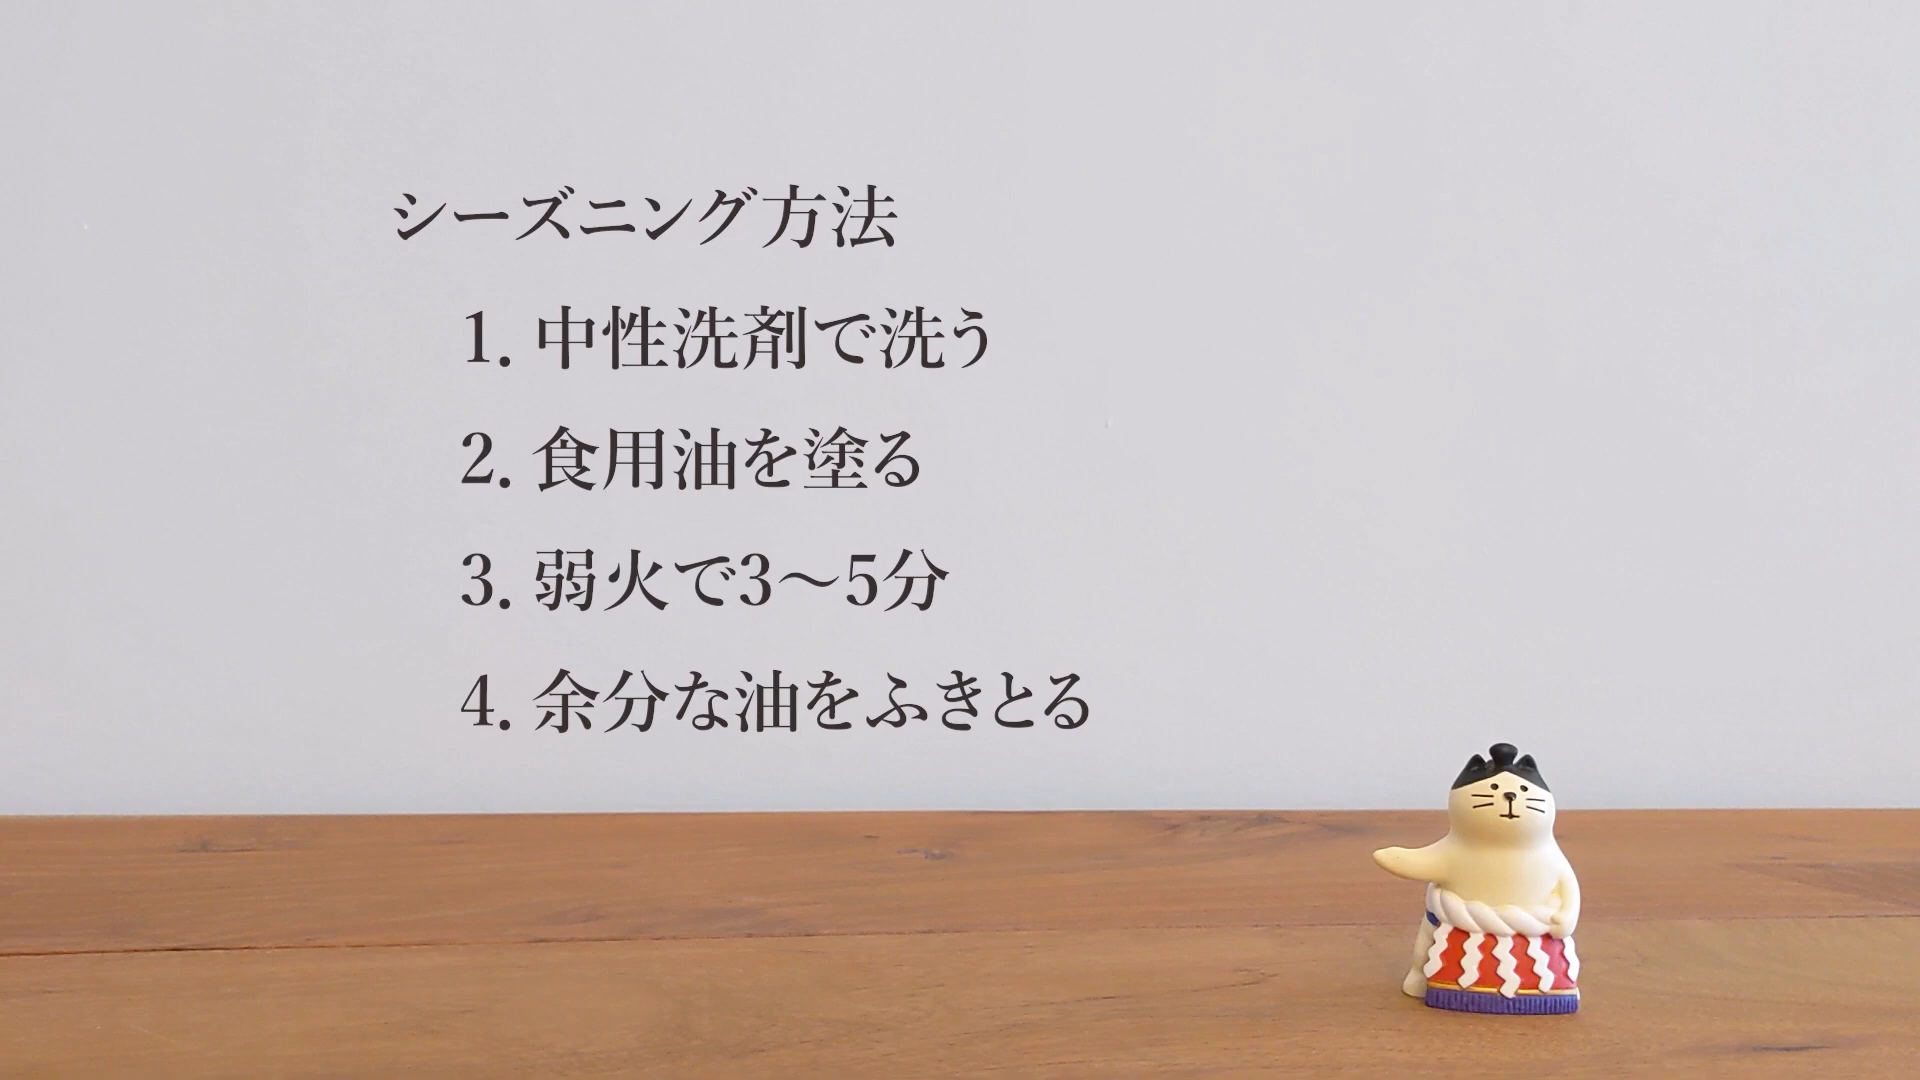 シーズニング方法
1. 中性洗剤で洗う
2. 食用油を塗る
3. 弱火で3〜5分
4. 余分な油をふきとる